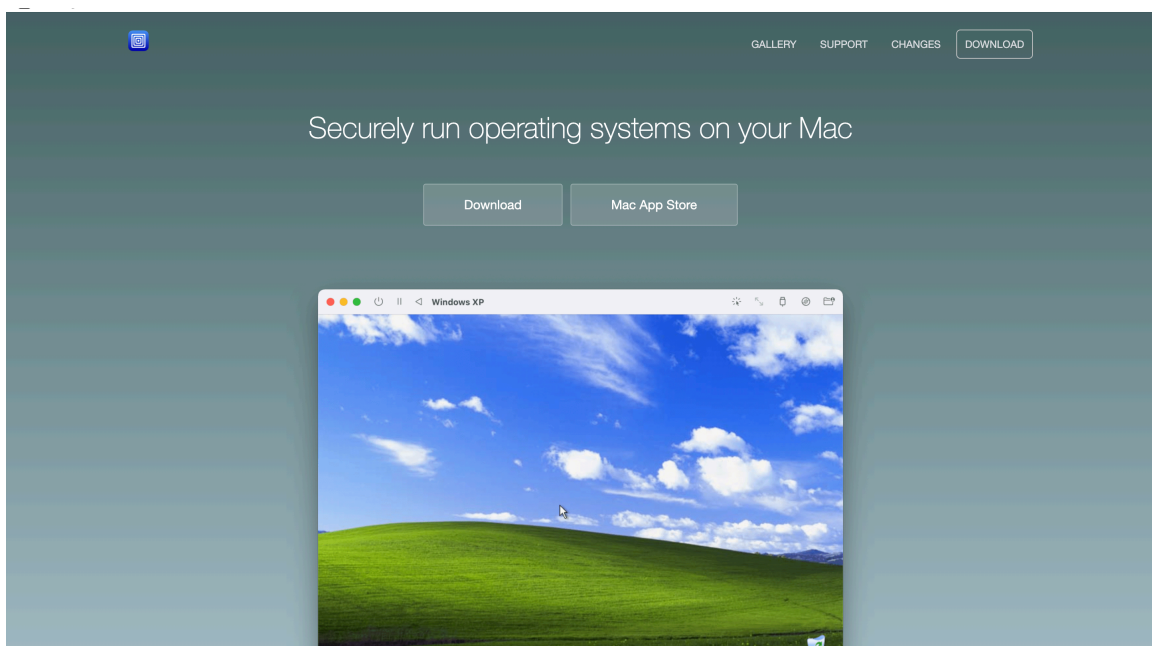 GALLERY SUPPORT CHANGES DOWNLOAD
Securely run operating systems on your Mac
Download Mac App Store
Windows XP